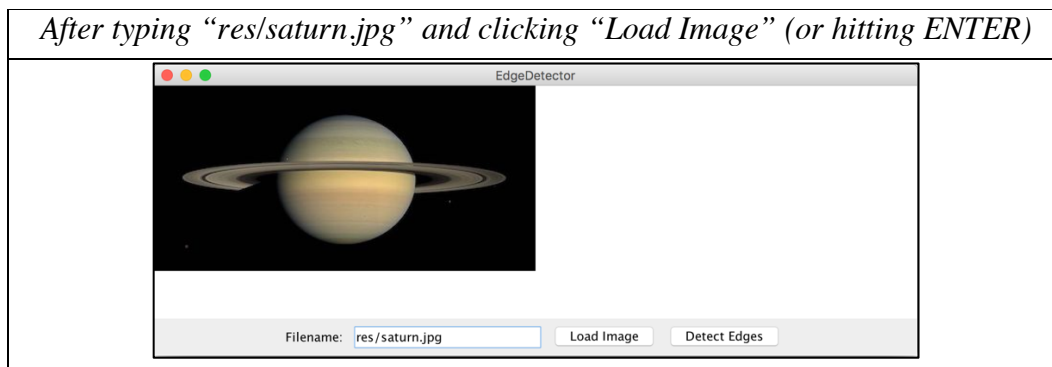 After typing “res/saturn.jpg” and clicking “Load Image” (or hitting ENTER)
EdgeDetector
Filename: res/saturn.jpg Load Image Detect Edges